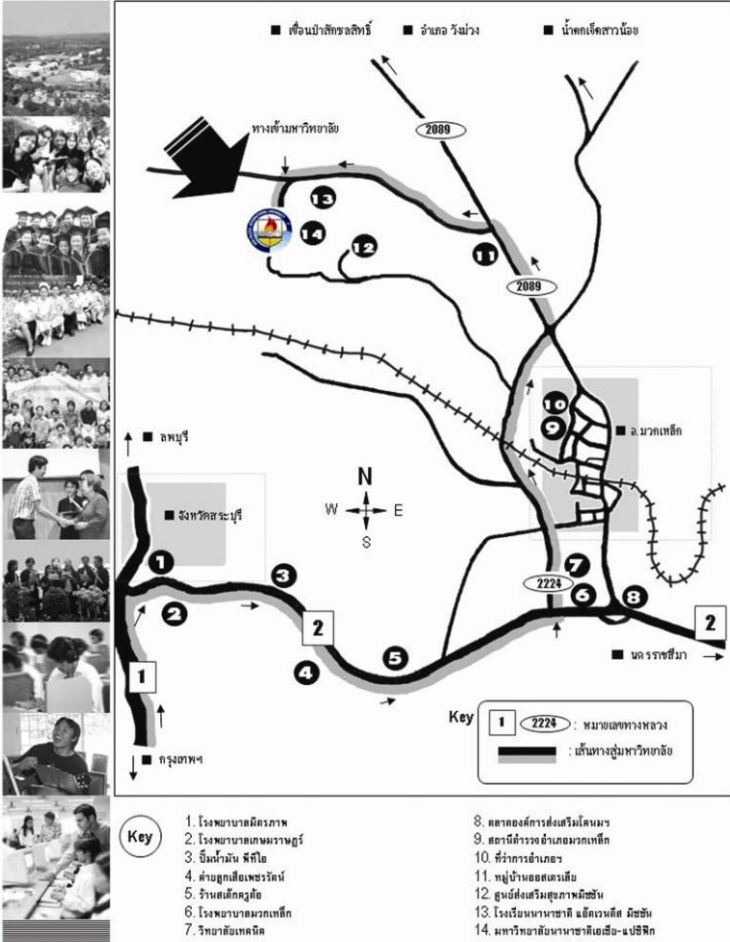 ■ เขื่อนป่าสักชลสิทธิ์ ■ อำเภอ วังม่วง ■ น้ำตกเจ็ดสาวน้อย
ทางเข้ามหาวิทยาลัย
2089
13
14
12
11
2089
10
9
■ อ.มวกเหล็ก
■ ลพบุรี
N
W E
S
■ จังหวัดสระบุรี
1
3
7
2224
2
6
8
2
2
4
5
1
■ นครราชสีมา
■ กรุงเทพฯ
Key
1 2224 : หมายเลขทางหลวง
: เส้นทางสู่มหาวิทยาลัย
Key
1. โรงพยาบาลมิตรภาพ
2. โรงพยาบาลเกษมราษฎร์
3. ปั๊มน้ำมัน พีทีไอ
4. ค่ายลูกเสือเพชรรัตน์
5. ร้านสเต๊กครูต้อ
6. โรงพยาบาลมวกเหล็ก
7. วิทยาลัยเทคนิค
8. ตลาดองค์การส่งเสริมโคนมฯ
9. สถานีตำรวจอำเภอมวกเหล็ก
10. ที่ว่าการอำเภอฯ
11. หมู่บ้านออสเตรเลีย
12. ศูนย์ส่งเสริมสุขภาพมิชชัน
13. โรงเรียนนานาชาติ แอ๊ดเวนตีส มิชชัน
14. มหาวิทยาลัยนานาชาติเอเชีย-แปซิฟิก